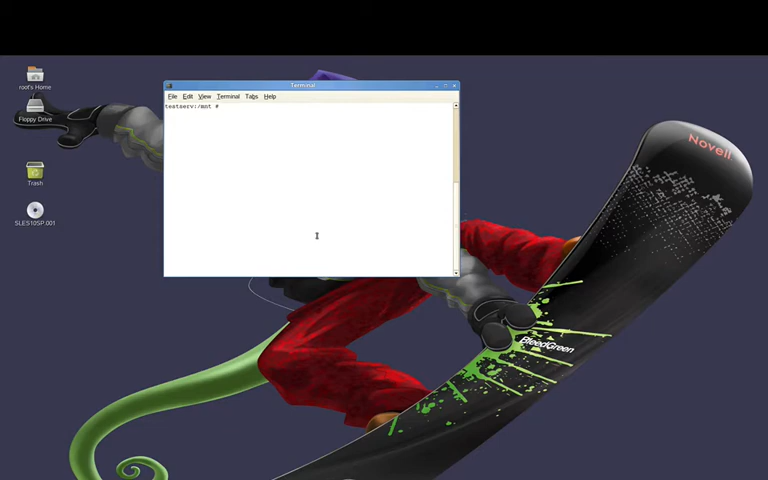 root's Home
Floppy Drive
Trash
SLES10SP.001
Terminal
File Edit View Terminal Tabs Help
testserv:/mnt #
Novell
BleedGreen